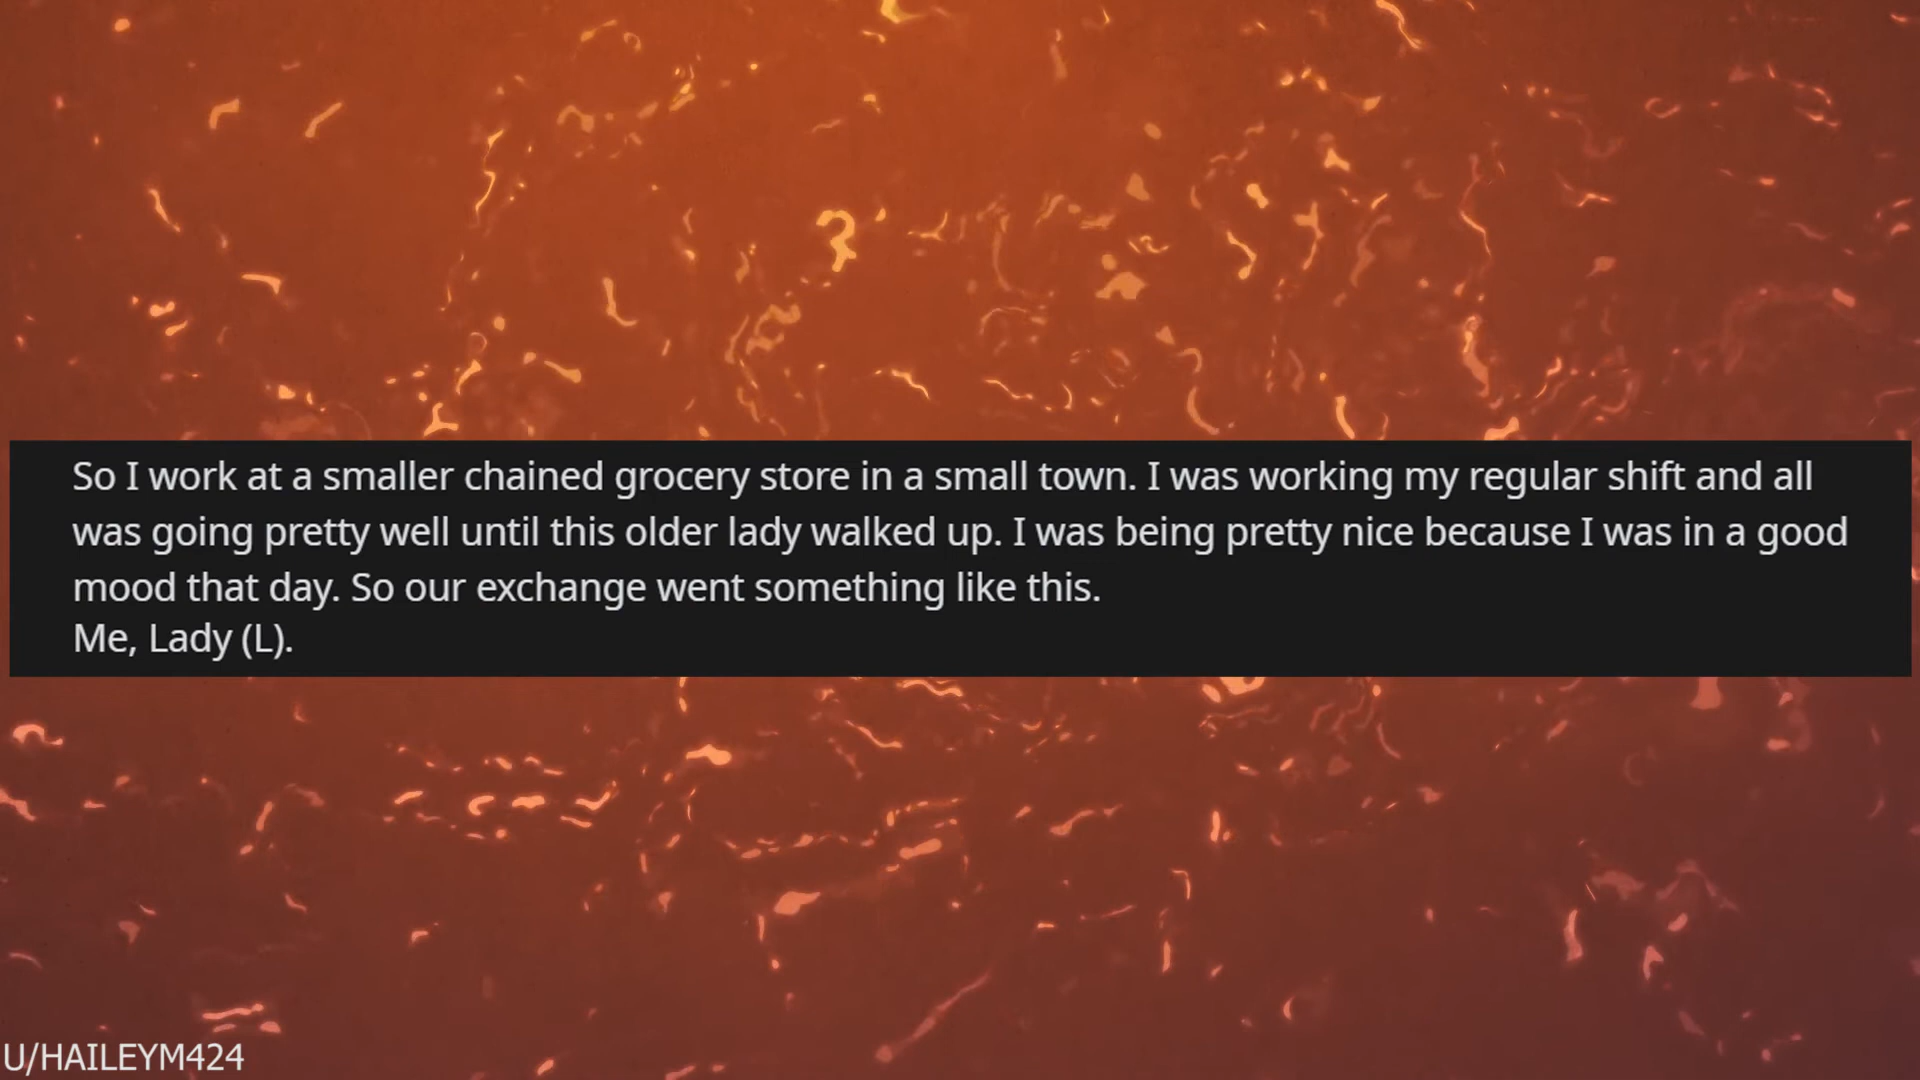 So I work at a smaller chained grocery store in a small town. I was working my regular shift and all
was going pretty well until this older lady walked up. I was being pretty nice because I was in a good
mood that day. So our exchange went something like this.
Me, Lady (L).
U/HAILEYM424